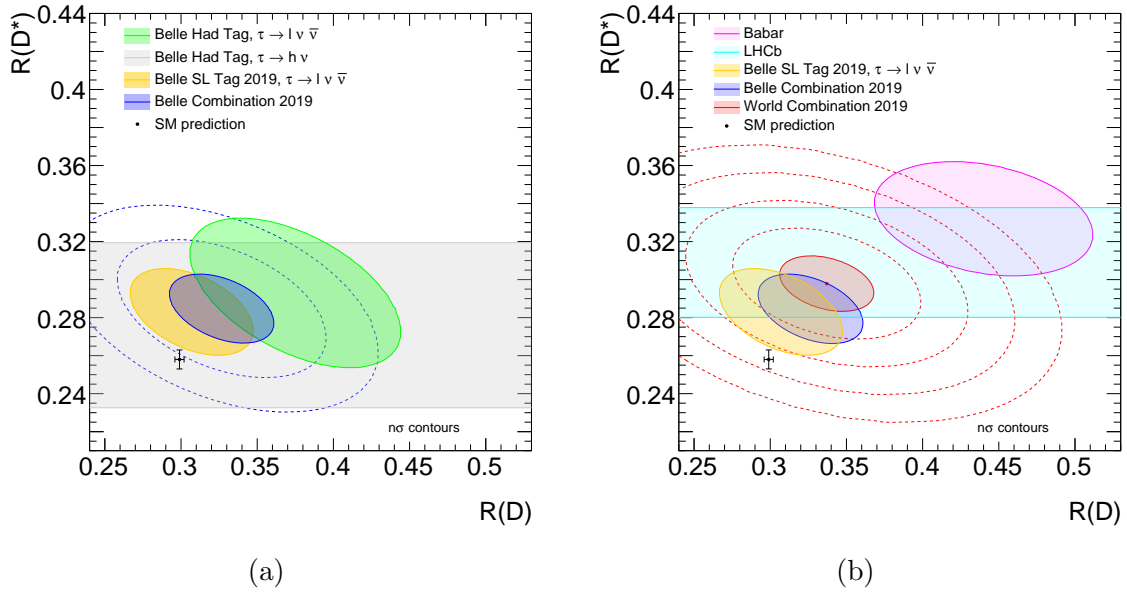 R(D*)
0.44
0.4
0.36
0.32
0.28
0.24
Belle Had Tag, τ → l ν ν̅
Belle Had Tag, τ → h ν
Belle SL Tag 2019, τ → l ν ν̅
Belle Combination 2019
SM prediction
nσ contours
0.25 0.3 0.35 0.4 0.45 0.5
R(D)
(a)
R(D*)
0.44
0.4
0.36
0.32
0.28
0.24
Babar
LHCb
Belle SL Tag 2019, τ → l ν ν̅
Belle Combination 2019
World Combination 2019
SM prediction
nσ contours
0.25 0.3 0.35 0.4 0.45 0.5
R(D)
(b)